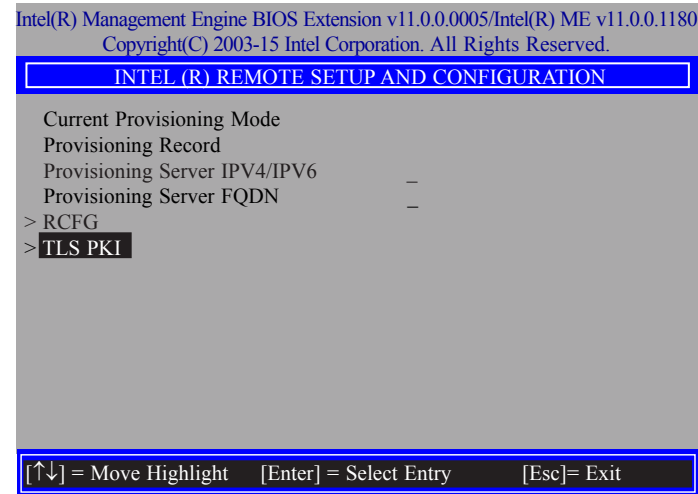 Intel(R) Management Engine BIOS Extension v11.0.0.0005/Intel(R) ME v11.0.0.1180
Copyright(C) 2003-15 Intel Corporation. All Rights Reserved.
INTEL (R) REMOTE SETUP AND CONFIGURATION
Current Provisioning Mode
Provisioning Record
Provisioning Server IPV4/IPV6 _
Provisioning Server FQDN _
> RCFG
> TLS PKI
[↑↓] = Move Highlight [Enter] = Select Entry [Esc]= Exit